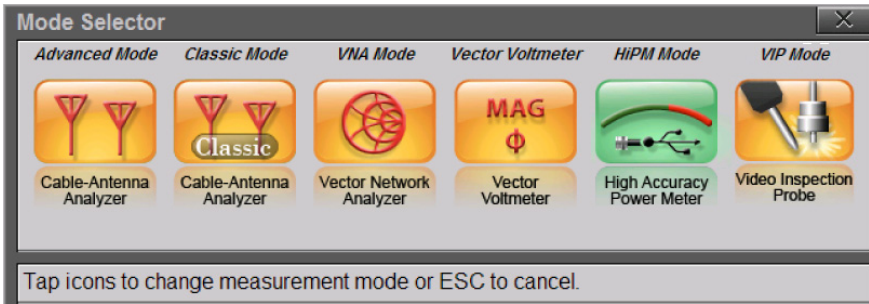 Mode Selector
Advanced Mode Classic Mode VNA Mode Vector Voltmeter HiPM Mode VIP Mode
Classic MAG
Φ
Cable-Antenna Cable-Antenna Vector Network Vector High Accuracy Video Inspection
Analyzer Analyzer Analyzer Voltmeter Power Meter Probe
Tap icons to change measurement mode or ESC to cancel.